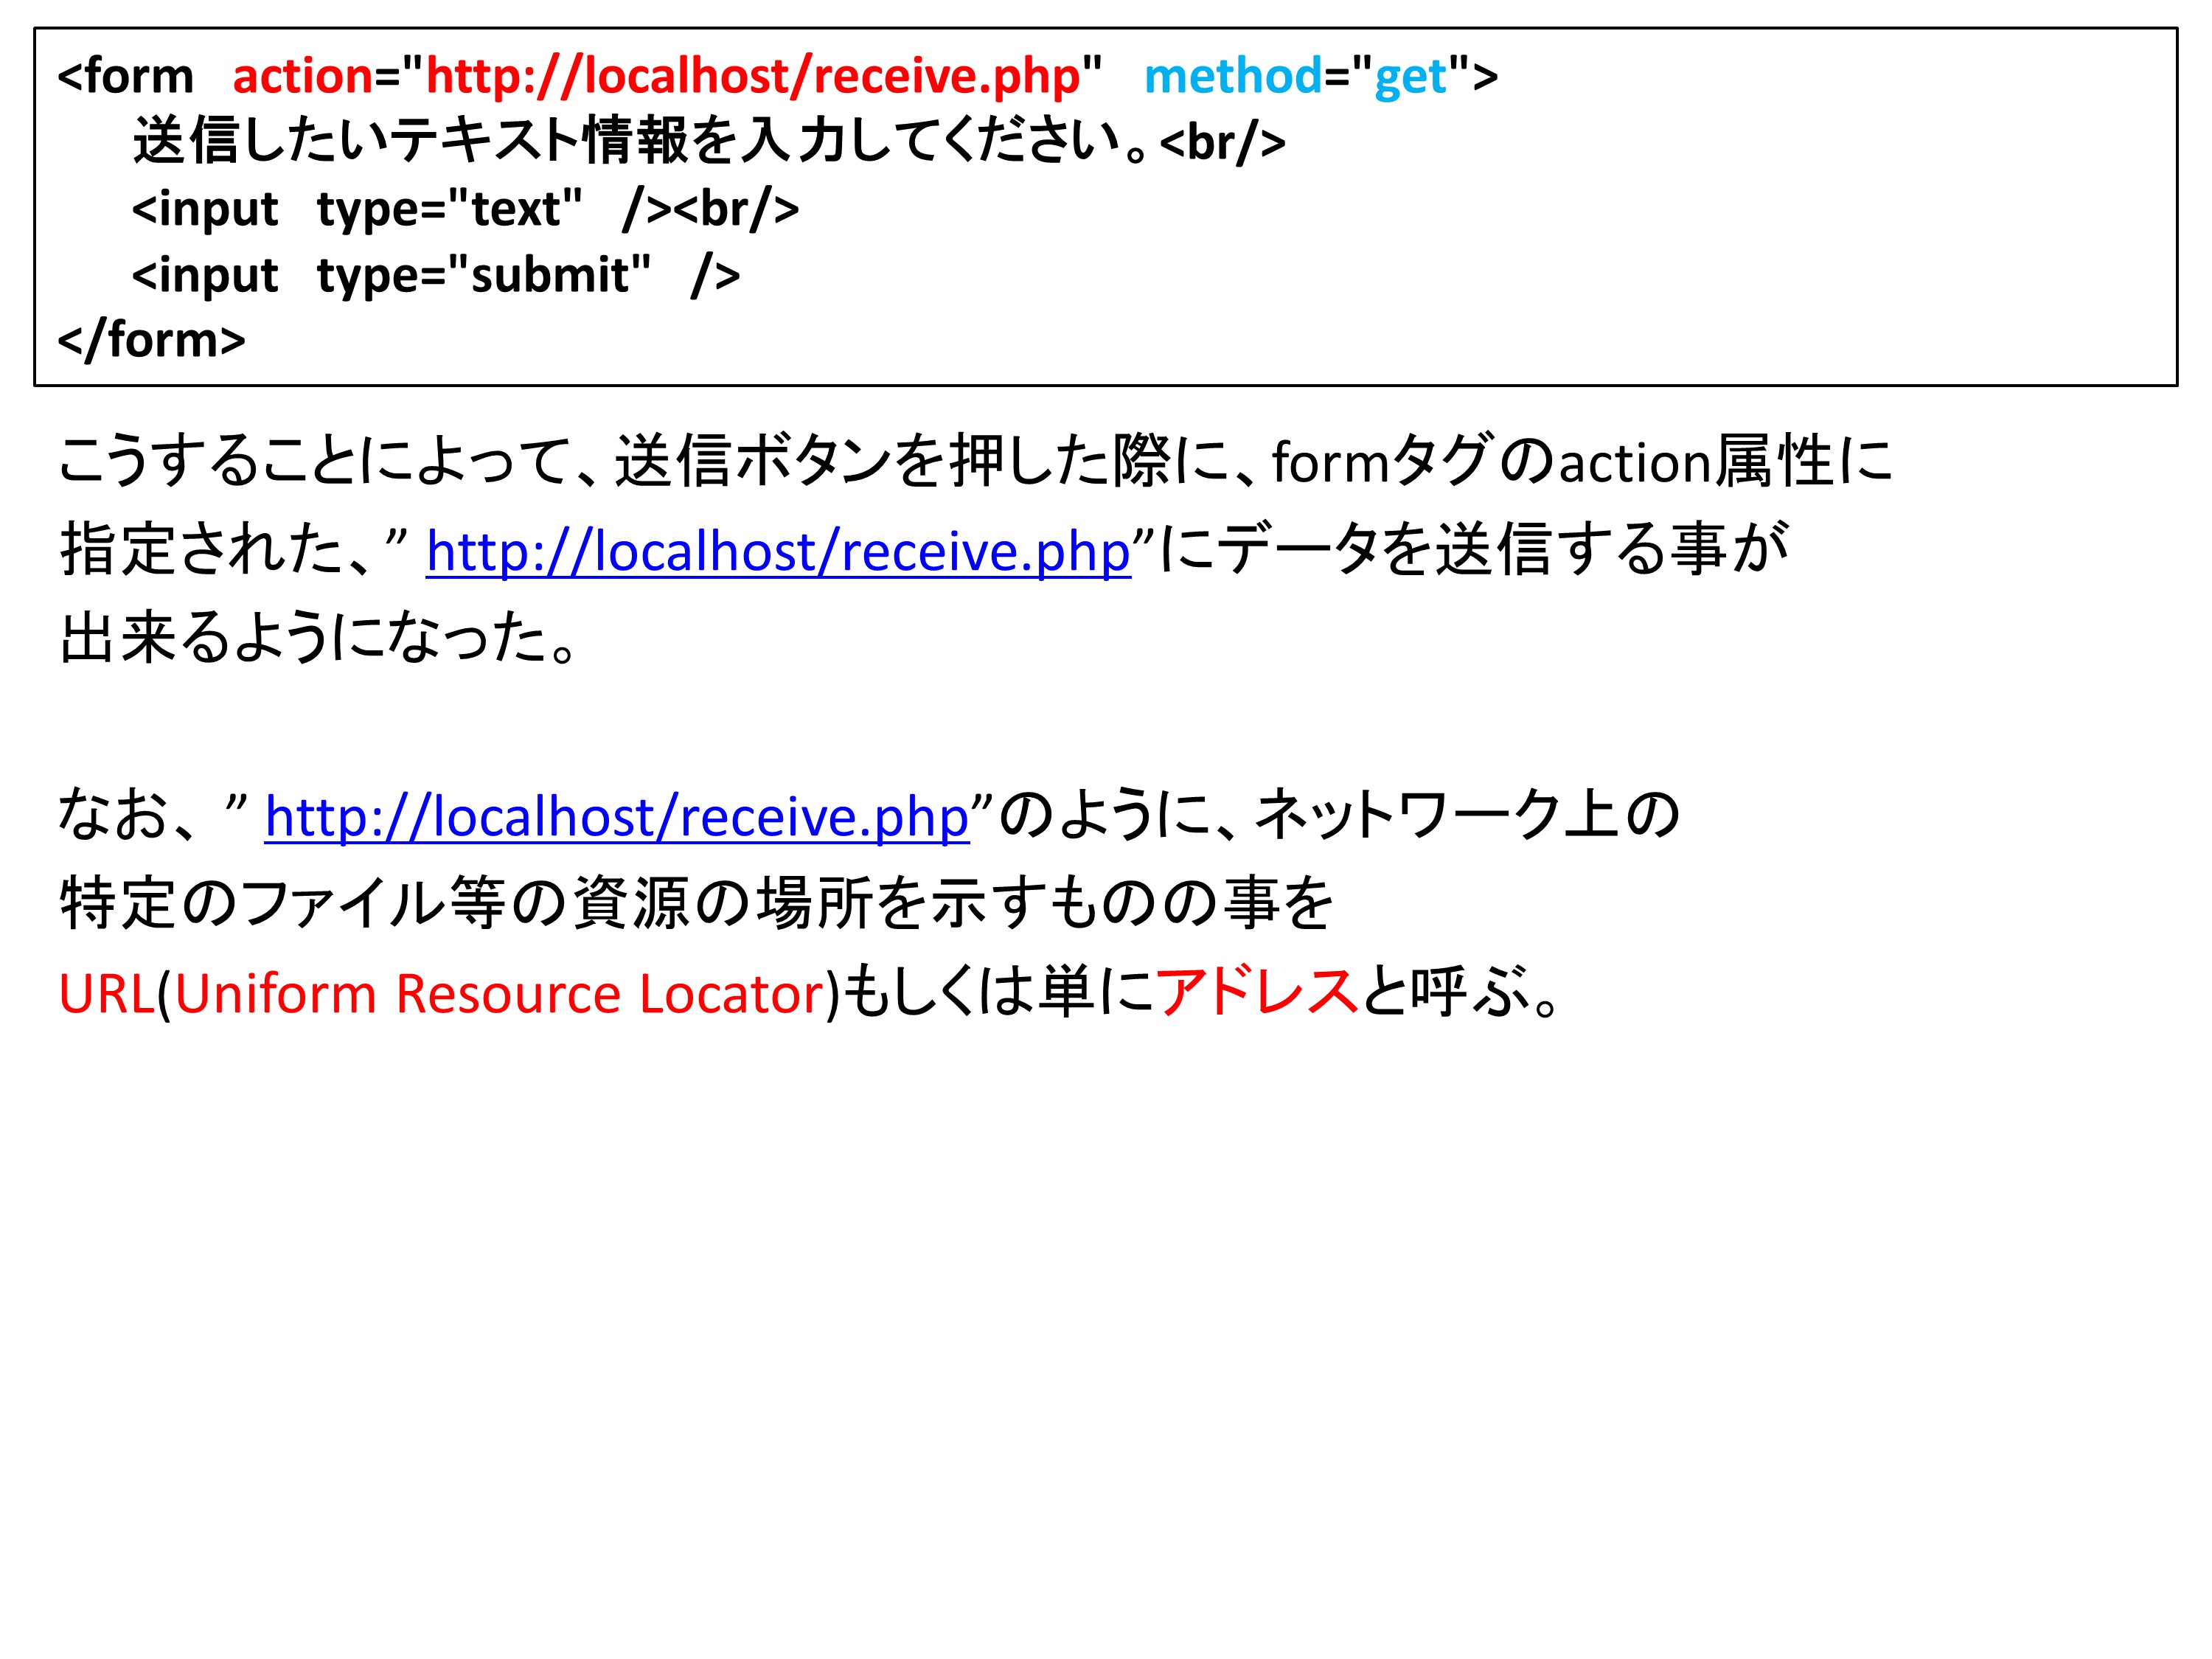 <form action="http://localhost/receive.php" method="get">
送信したいテキスト情報を入力してください。<br/>
<input type="text" /><br/>
<input type="submit" />
</form>
こうすることによって、送信ボタンを押した際に、formタグのaction属性に
指定された、” http://localhost/receive.php”にデータを送信する事が
出来るようになった。
なお、” http://localhost/receive.php”のように、ネットワーク上の
特定のファイル等の資源の場所を示すものの事を
URL(Uniform Resource Locator)もしくは単にアドレスと呼ぶ。